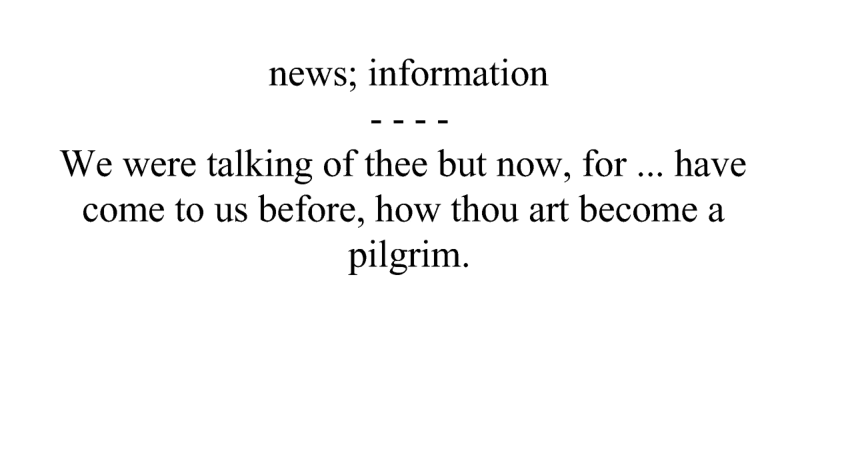 news; information
- - - -
We were talking of thee but now, for ... have
come to us before, how thou art become a
pilgrim.